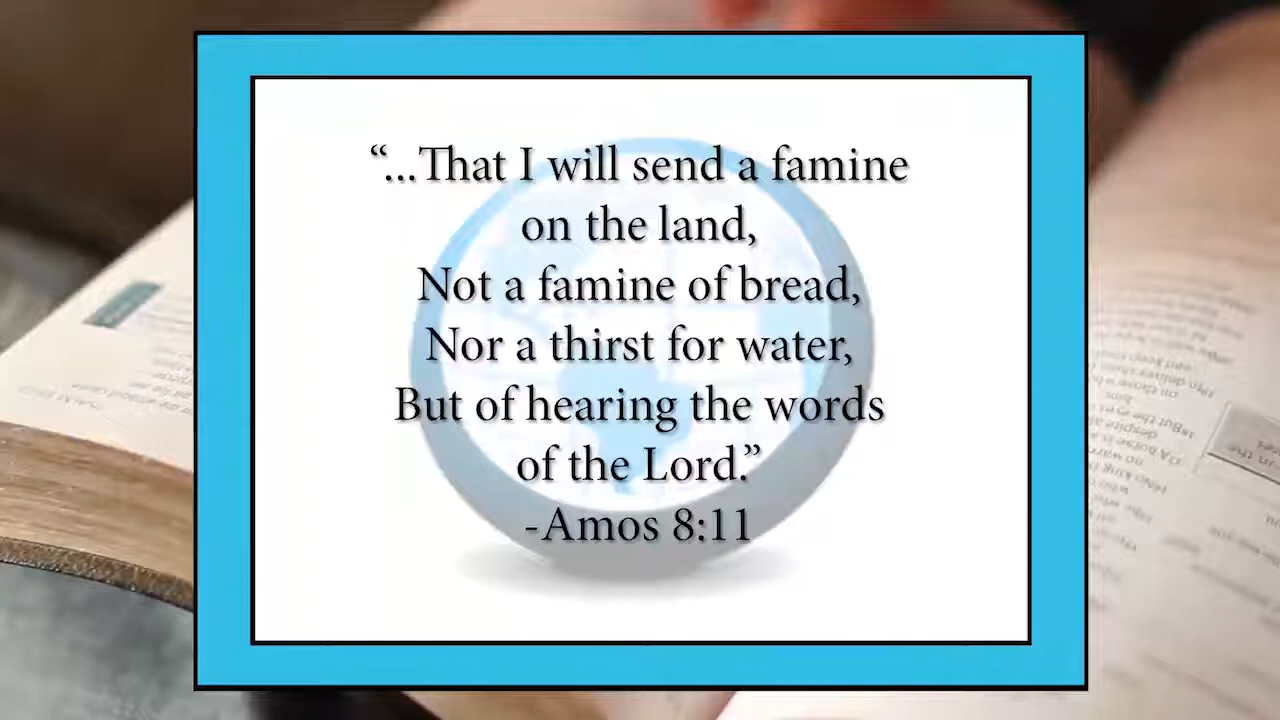 “...That I will send a famine
on the land,
Not a famine of bread,
Nor a thirst for water,
But of hearing the words
of the Lord.”
-Amos 8:11